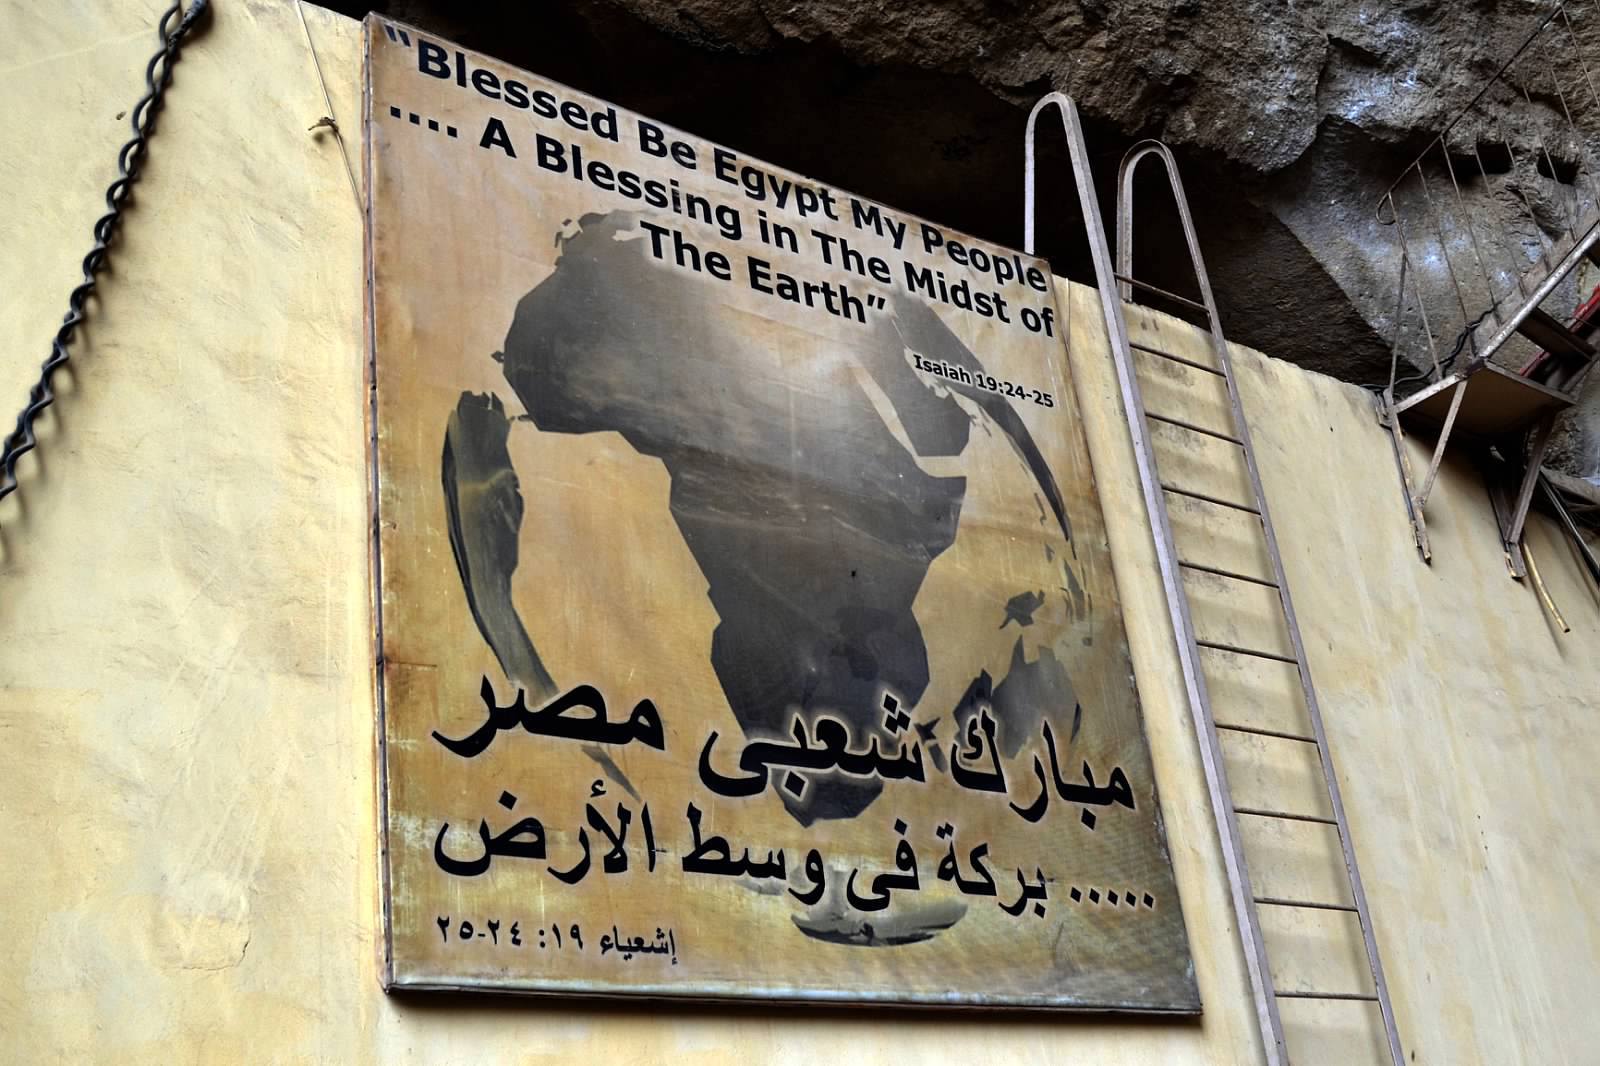 “Blessed Be Egypt My People
.... A Blessing in The Midst of
The Earth”
Isaiah 19:24-25
مبارك شعبى مصر
..... بركة فى وسط الأرض
إشعياء ١٩: ٢٤-٢٥